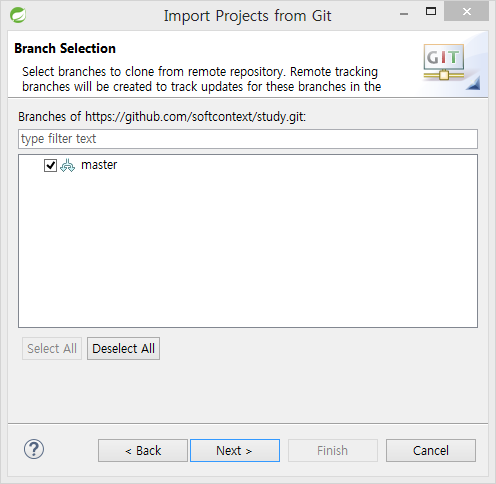 Import Projects from Git
Branch Selection
Select branches to clone from remote repository. Remote tracking
branches will be created to track updates for these branches in the
GIT
Branches of https://github.com/softcontext/study.git:
type filter text
master
Select All
Deselect All
?
< Back
Next >
Finish
Cancel